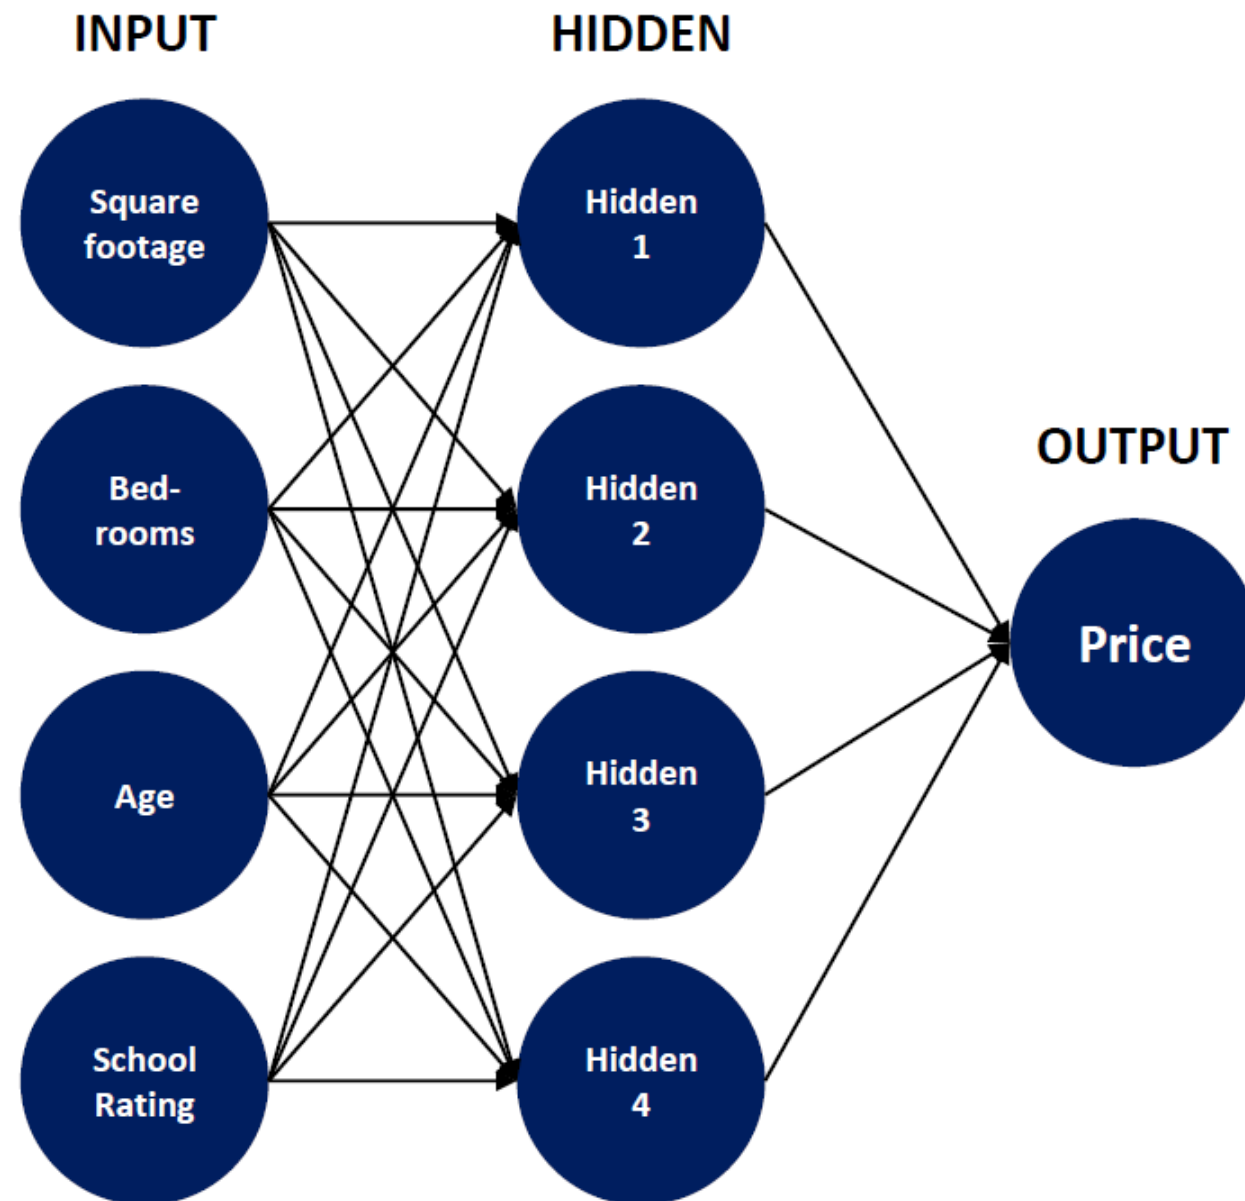 INPUT
HIDDEN
Square
footage
Hidden
1
Bed-
rooms
Hidden
2
OUTPUT
Price
Age
Hidden
3
School
Rating
Hidden
4